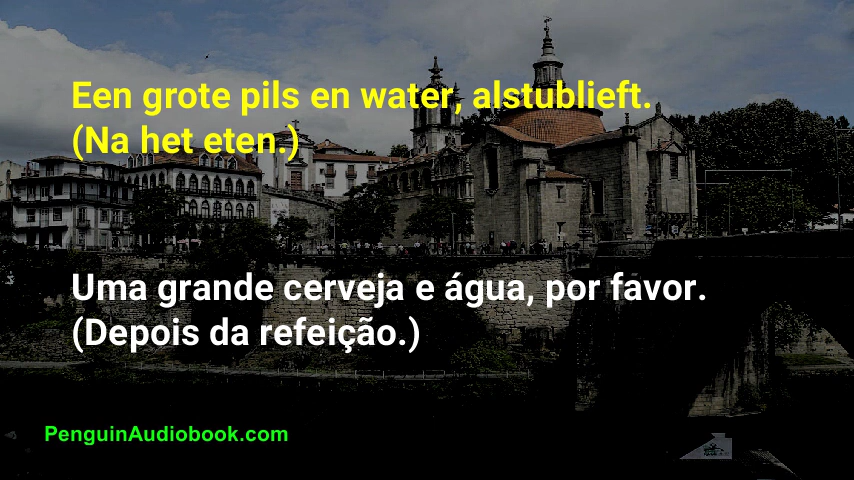 Een grote pils en water, alstublieft.
(Na het eten.)
Uma grande cerveja e água, por favor.
(Depois da refeição.)
PenguinAudiobook.com